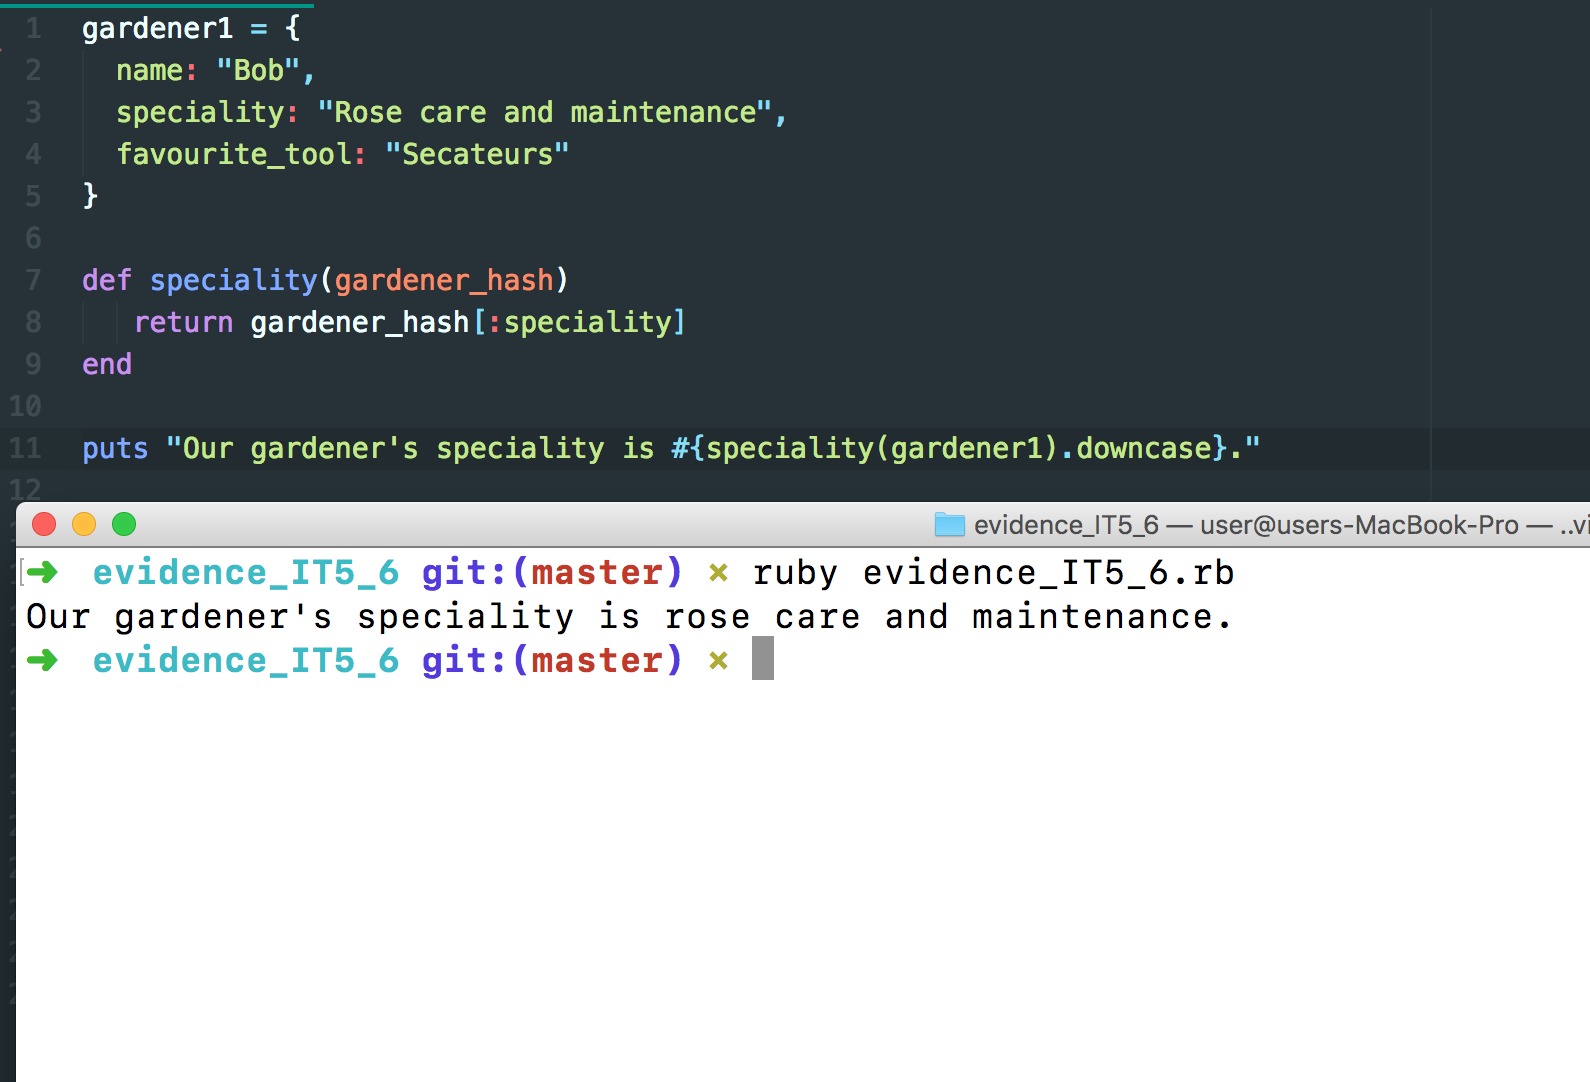 1 gardener1 = {
2 name: "Bob",
3 speciality: "Rose care and maintenance",
4 favourite_tool: "Secateurs"
5 }
6
7 def speciality(gardener_hash)
8 return gardener_hash[:speciality]
9 end
10
11 puts "Our gardener's speciality is #{speciality(gardener1).downcase}."
12
evidence_IT5_6 — user@users-MacBook-Pro — ..vi
➜ evidence_IT5_6 git:(master) × ruby evidence_IT5_6.rb
Our gardener's speciality is rose care and maintenance.
➜ evidence_IT5_6 git:(master) ×